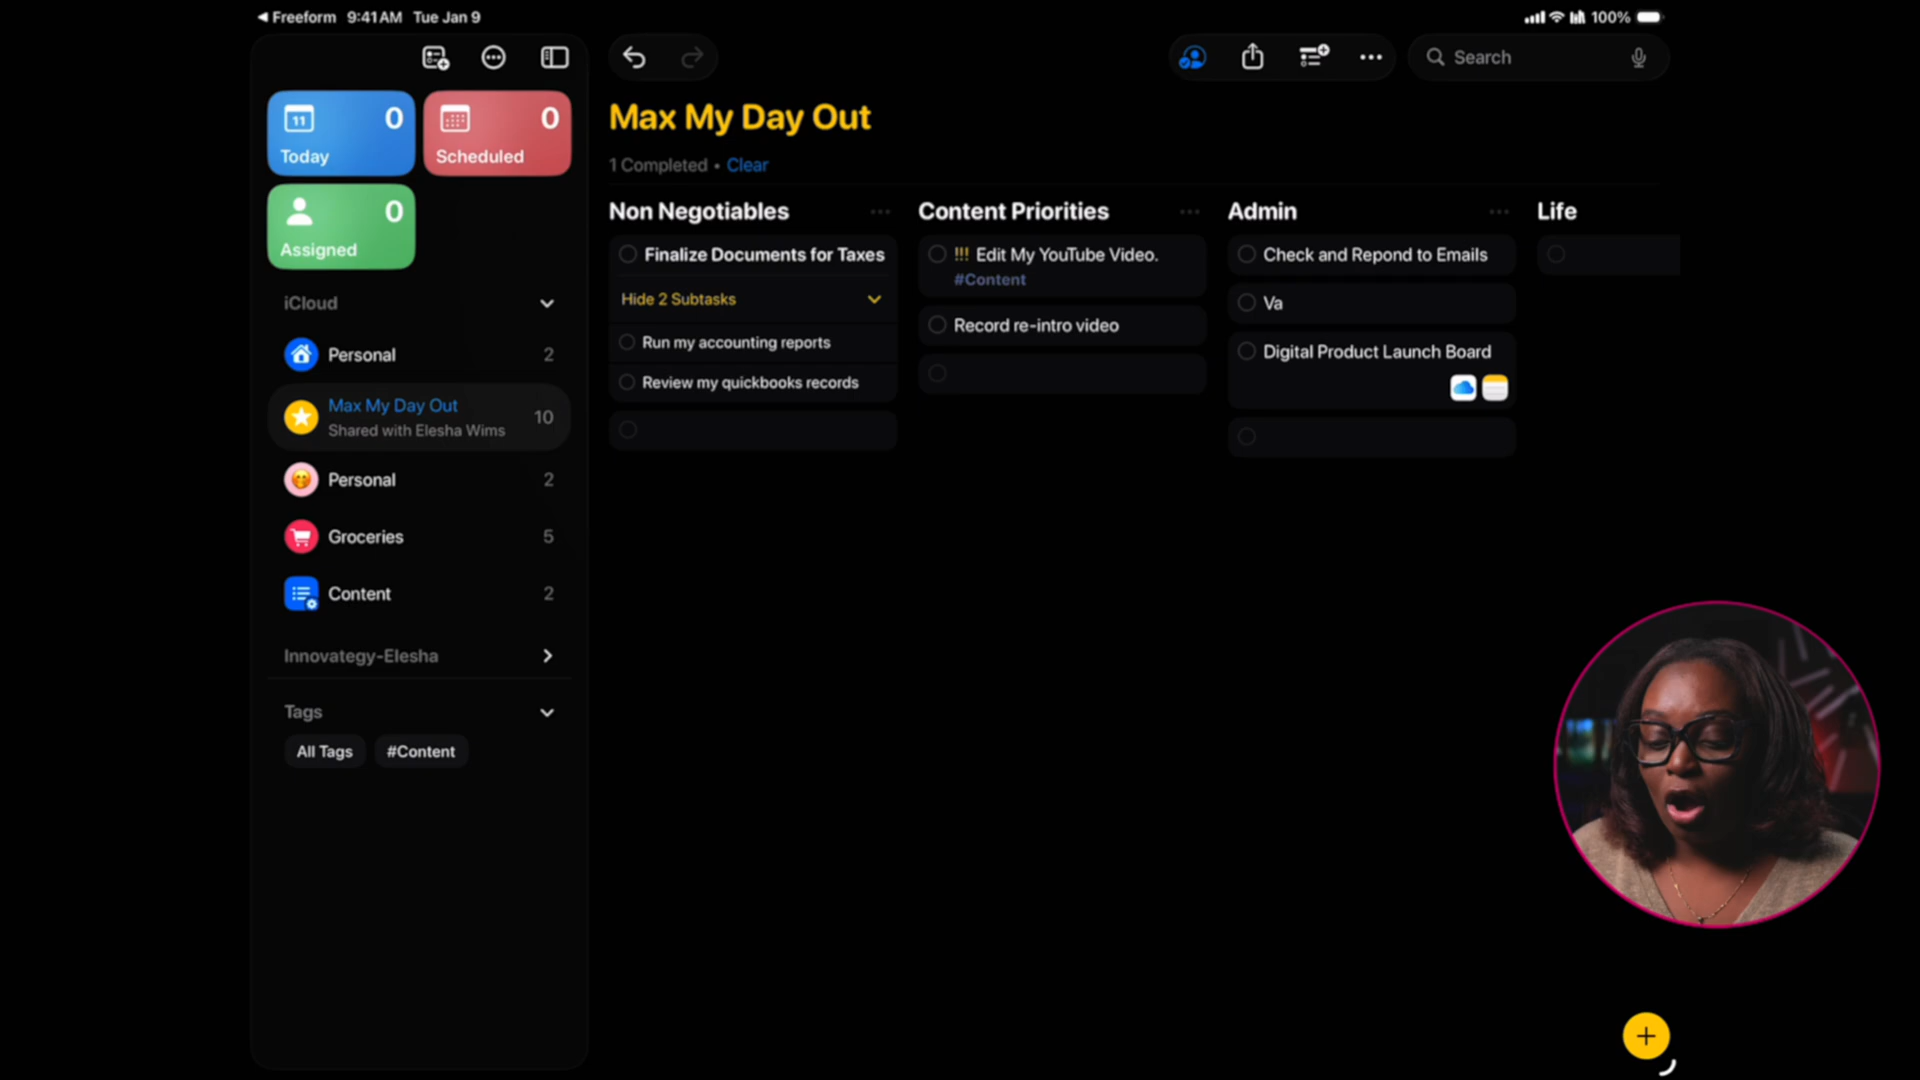 ◀ Freeform 9:41 AM Tue Jan 9
100%
Search
11
0
Today
0
Scheduled
0
Assigned
iCloud
Personal 2
Max My Day Out
Shared with Elesha Wims
10
Personal 2
Groceries 5
Content 2
Innovategy-Elesha
Tags
All Tags #Content
Max My Day Out
1 Completed • Clear
Non Negotiables
Finalize Documents for Taxes
Hide 2 Subtasks
Run my accounting reports
Review my quickbooks records
Content Priorities
!!! Edit My YouTube Video.
#Content
Record re-intro video
Admin
Check and Repond to Emails
Va
Digital Product Launch Board
Life